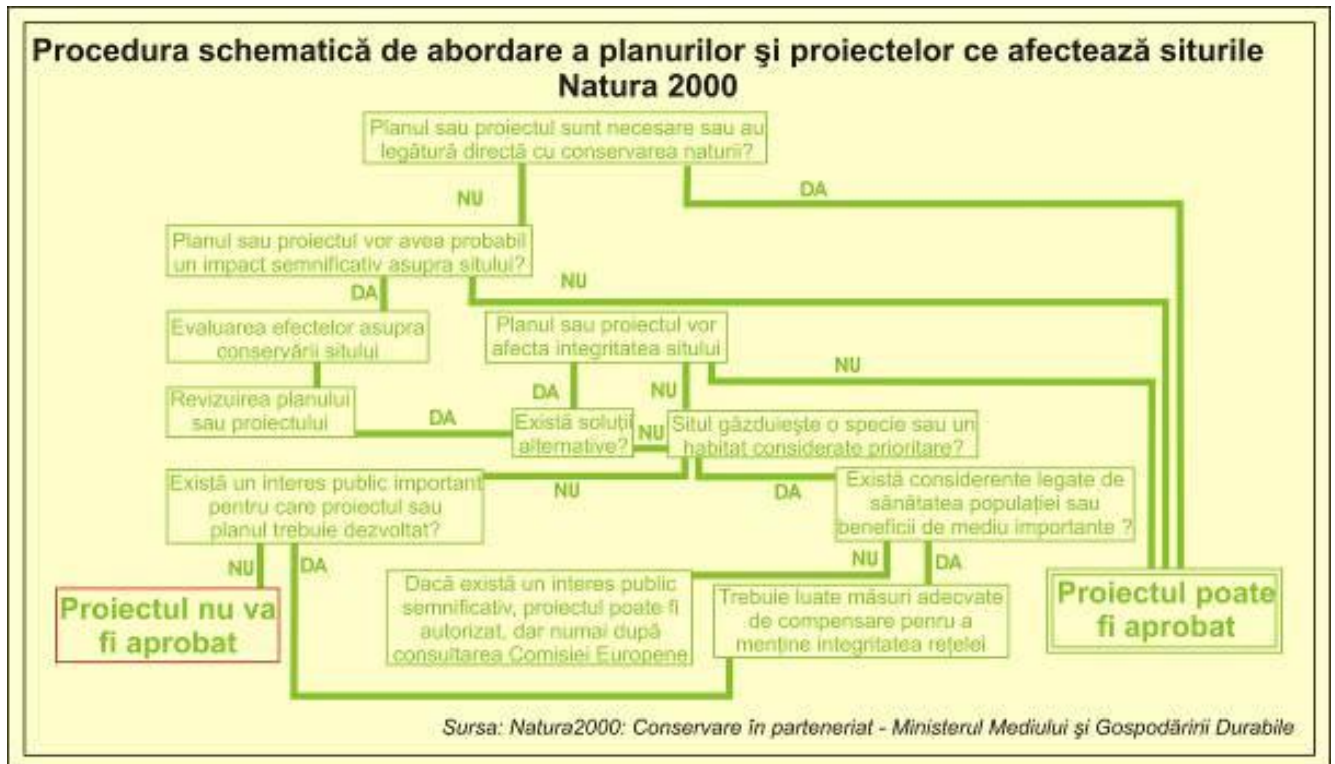 Procedura schematică de abordare a planurilor şi proiectelor ce afectează siturile
Natura 2000
Planul sau proiectul sunt necesare sau au
legătură directă cu conservarea naturii?
NU
DA
Planul sau proiectul vor avea probabil
un impact semnificativ asupra sitului?
DA
NU
Evaluarea efectelor asupra
conservării sitului
Planul sau proiectul vor
afecta integritatea sitului
NU
DA
NU
Revizuirea planului
sau proiectului
DA
Există soluţii
alternative?
NU
Situl găzduieşte o specie sau un
habitat considerate prioritare?
Există un interes public important
pentru care proiectul sau
planul trebuie dezvoltat?
NU
DA
Există considerente legate de
sănătatea populaţiei sau
beneficii de mediu importante ?
NU
DA
NU
DA
Proiectul nu va
fi aprobat
Dacă există un interes public
semnificativ, proiectul poate fi
autorizat, dar numai după
consultarea Comisiei Europene
Trebuie luate măsuri adecvate
de compensare penru a
menţine integritatea reţelei
Proiectul poate
fi aprobat
Sursa: Natura2000: Conservare în parteneriat - Ministerul Mediului şi Gospodăririi Durabile